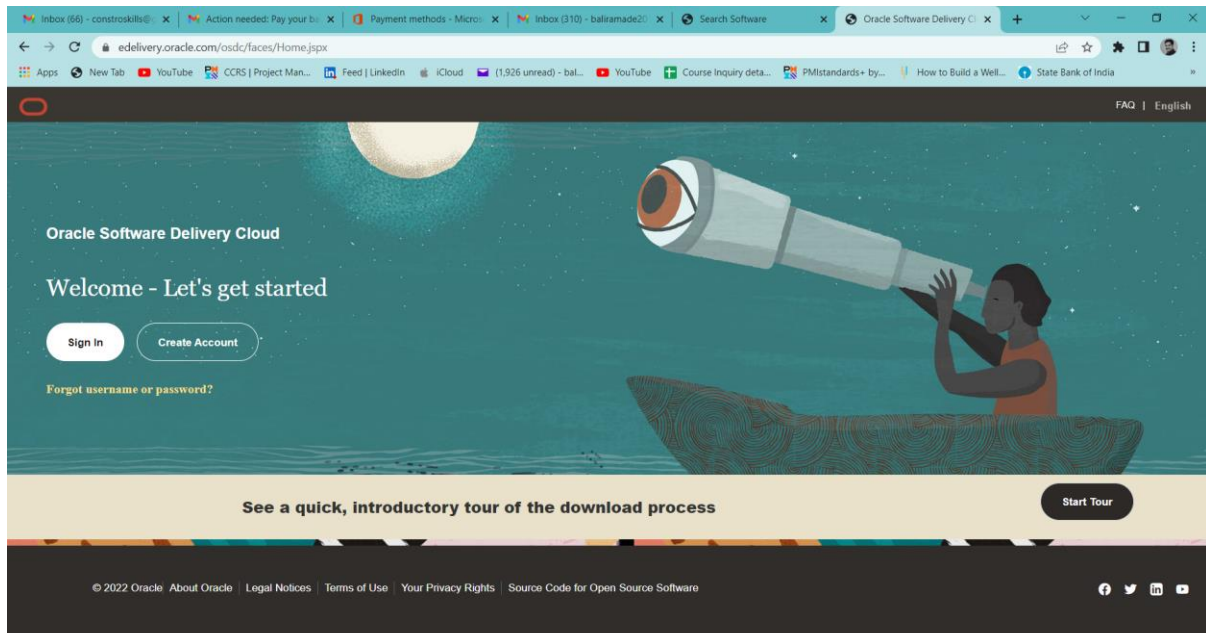 Inbox (66) - constroskills@
Action needed: Pay your ba
Payment methods - Micros
Inbox (310) - baliramade20
Search Software
Oracle Software Delivery Cl
edelivery.oracle.com/osdc/faces/Home.jspx
Apps
New Tab
YouTube
CCRS | Project Man...
Feed | LinkedIn
iCloud
(1,926 unread) - bal...
YouTube
Course Inquiry deta...
PMIstandards+ by...
How to Build a Well...
State Bank of India
»
FAQ | English
Oracle Software Delivery Cloud
Welcome - Let's get started
Sign In
Create Account
Forgot username or password?
See a quick, introductory tour of the download process
Start Tour
© 2022 Oracle | About Oracle | Legal Notices | Terms of Use | Your Privacy Rights | Source Code for Open Source Software